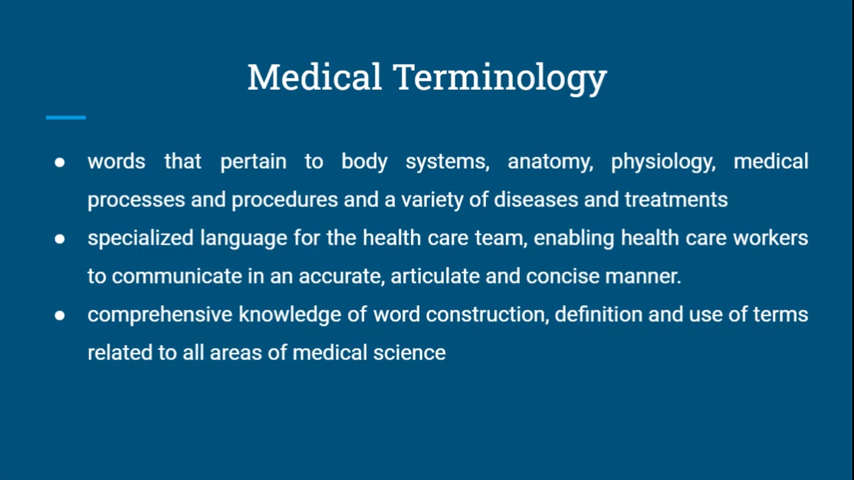 Medical Terminology
● words that pertain to body systems, anatomy, physiology, medical
processes and procedures and a variety of diseases and treatments
● specialized language for the health care team, enabling health care workers
to communicate in an accurate, articulate and concise manner.
● comprehensive knowledge of word construction, definition and use of terms
related to all areas of medical science